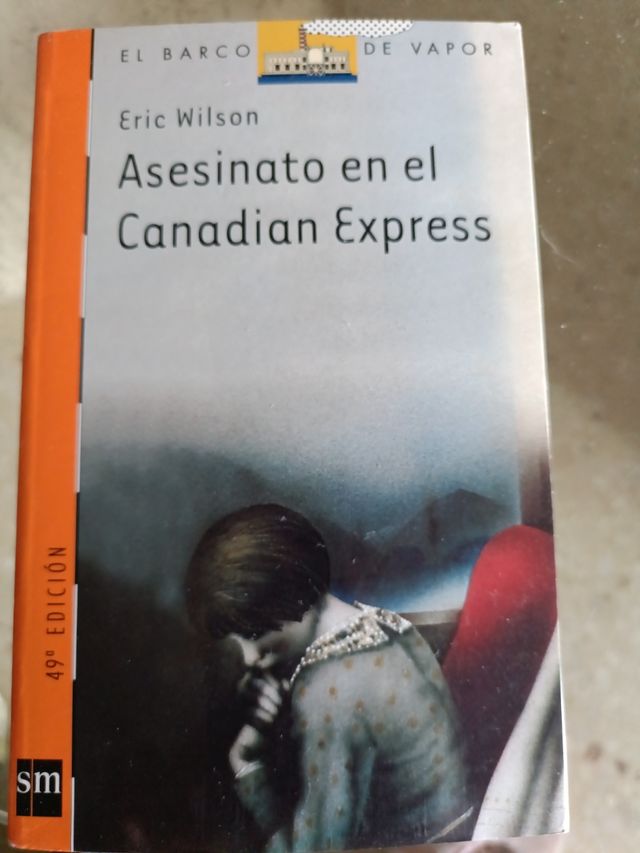 EL BARCO DE VAPOR
Eric Wilson
Asesinato en el
Canadian Express
49ª EDICIÓN
sm